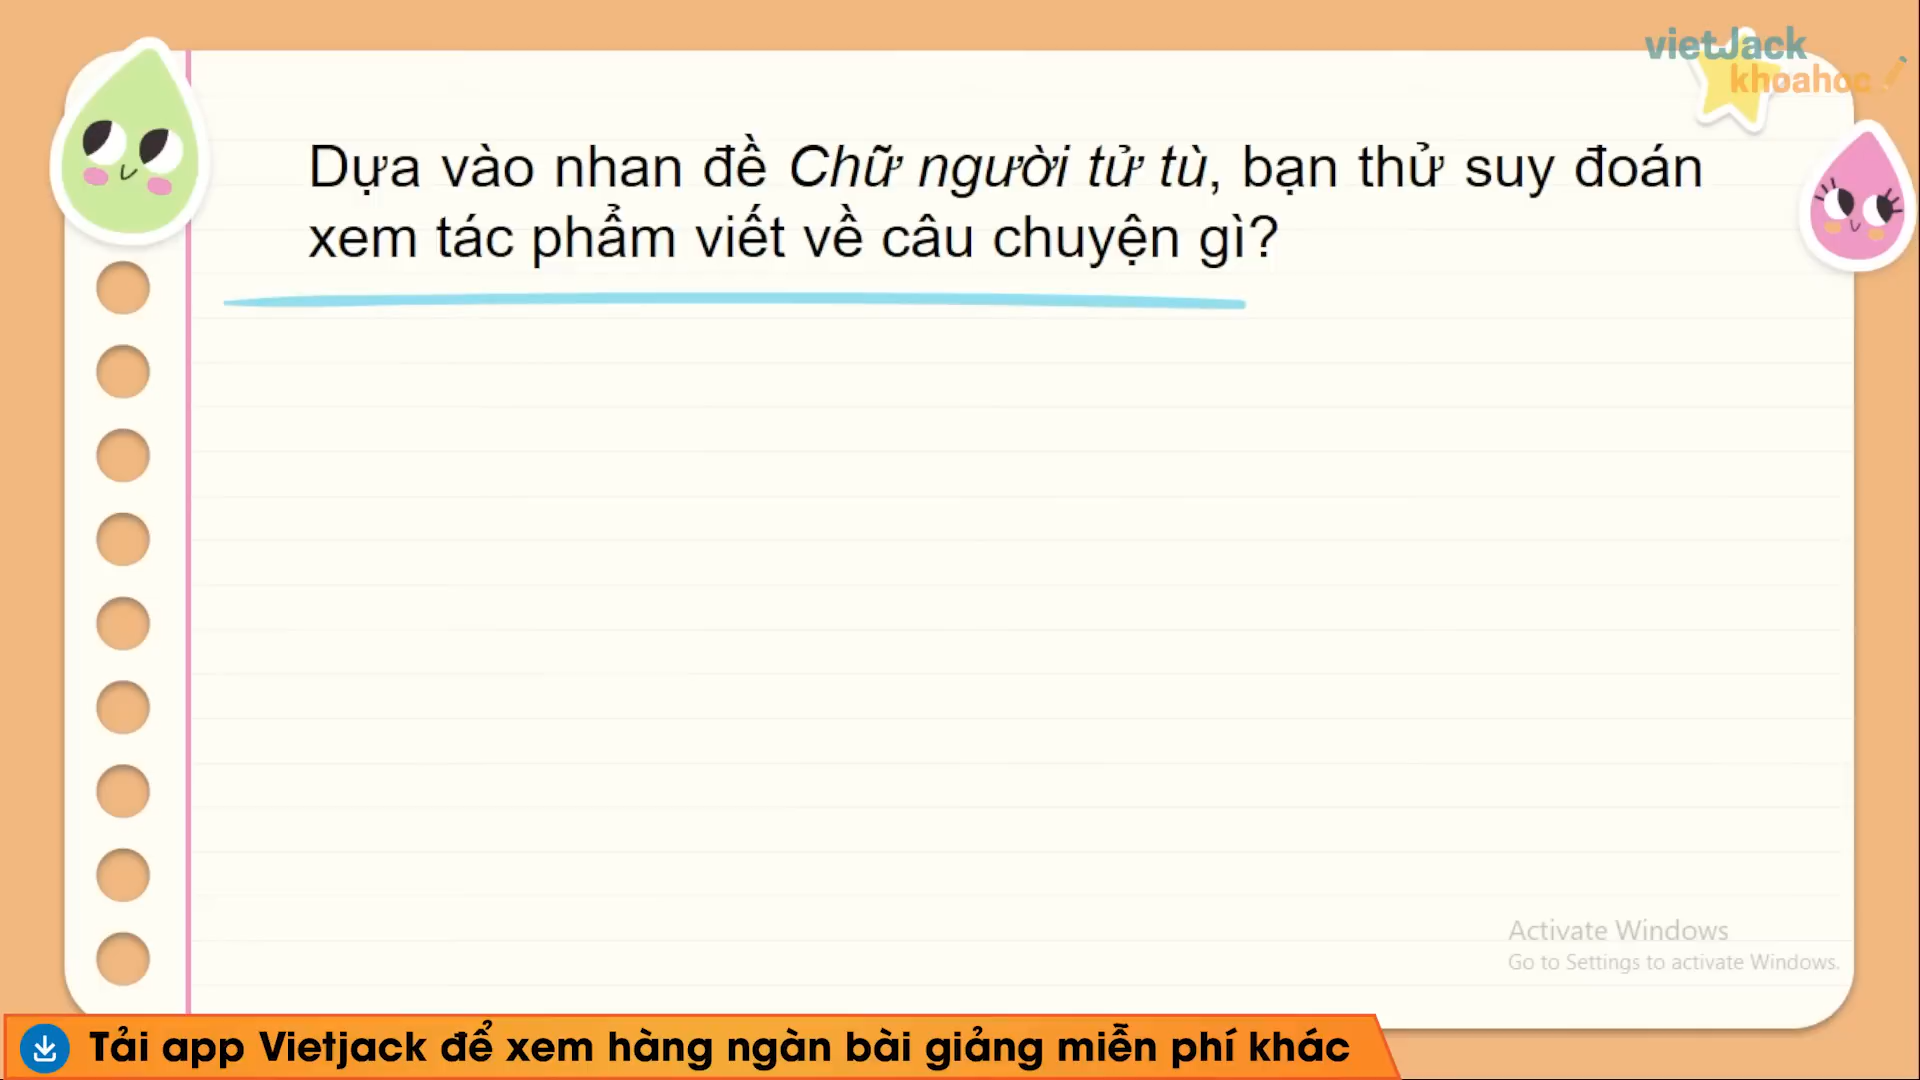 vietJack
khoahoc
Dựa vào nhan đề Chữ người tử tù, bạn thử suy đoán
xem tác phẩm viết về câu chuyện gì?
Activate Windows
Go to Settings to activate Windows.
Tải app Vietjack để xem hàng ngàn bài giảng miễn phí khác